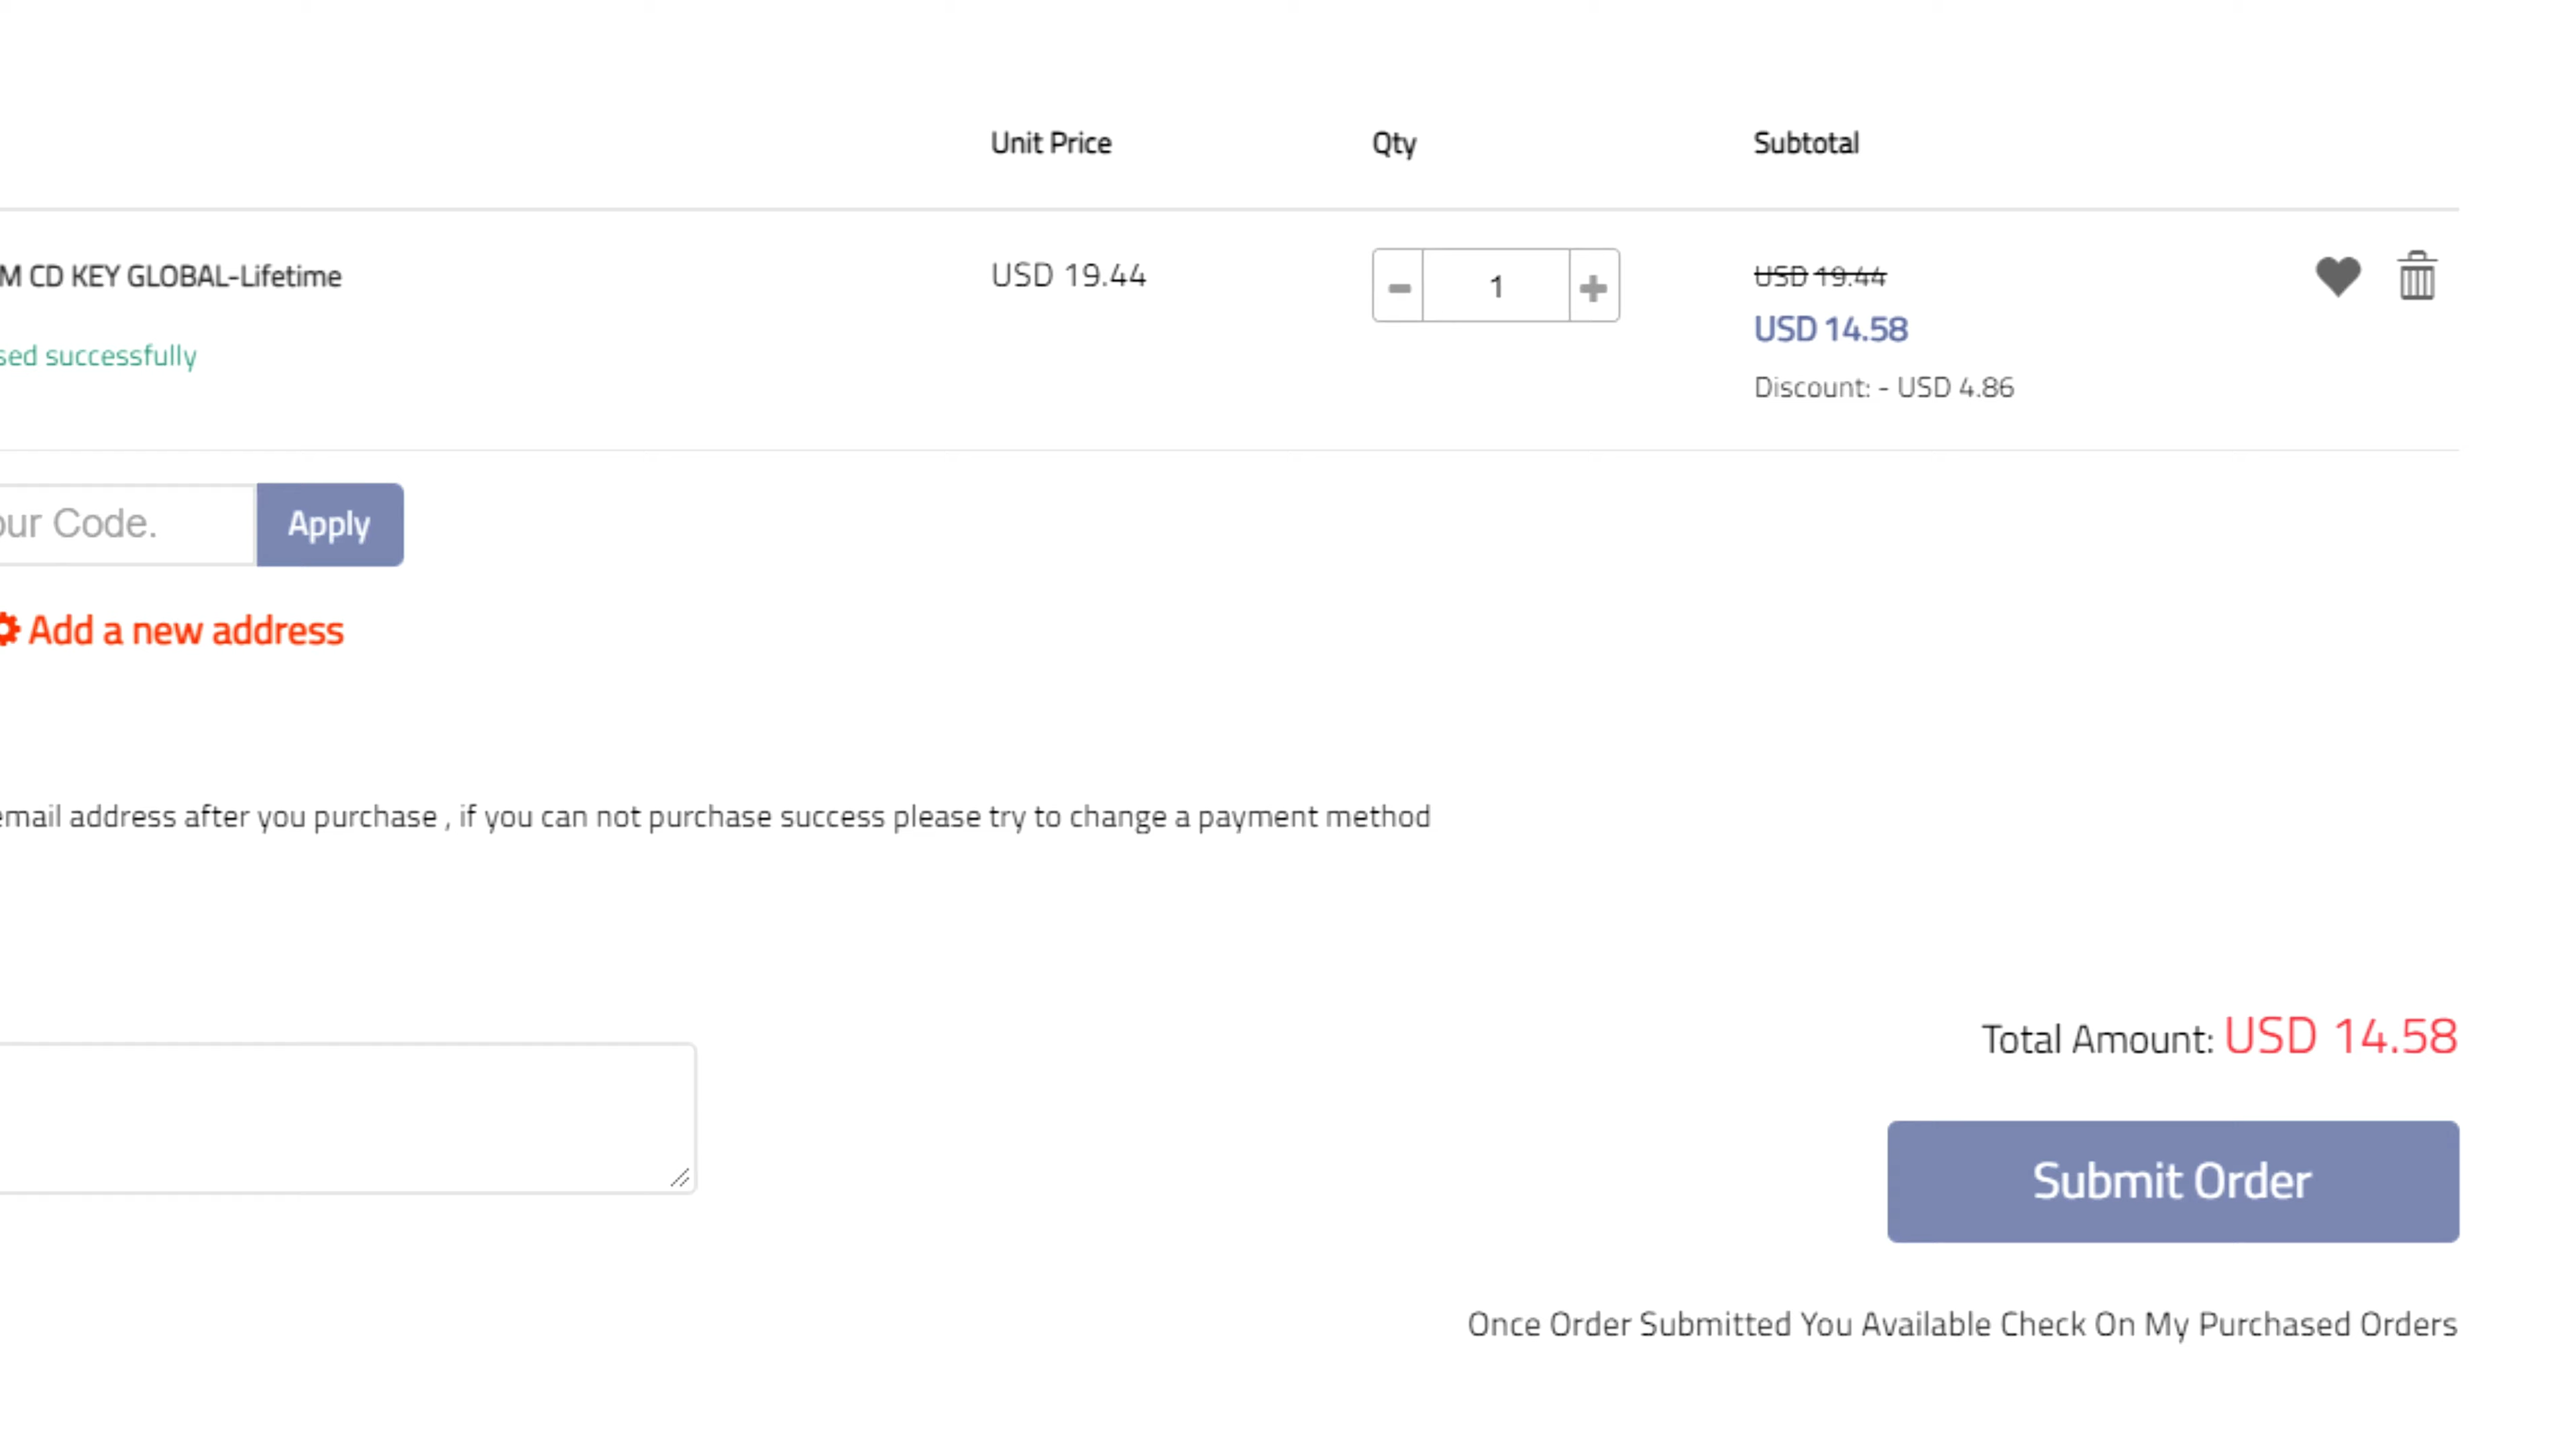 Unit Price Qty Subtotal
M CD KEY GLOBAL-Lifetime USD 19.44 1 USD 19.44
USD 14.58
sed successfully
Discount: - USD 4.86
our Code. Apply
Add a new address
email address after you purchase , if you can not purchase success please try to change a payment method
Total Amount: USD 14.58
Submit Order
Once Order Submitted You Available Check On My Purchased Orders